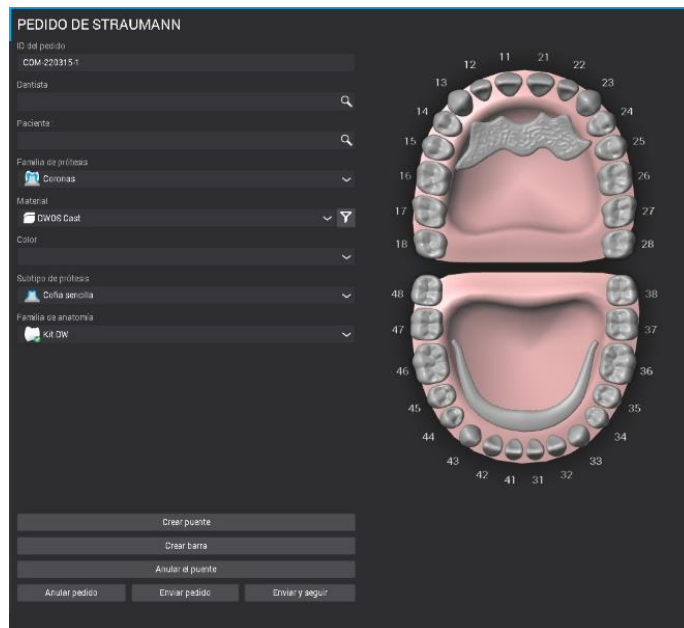 PEDIDO DE STRAUMANN
ID del pedido
COM-220315-1
Dentista
Paciente
Familia de prótesis
Coronas
Material
DWOS Cast
Color
Subtipo de prótesis
Cofia sencilla
Familia de anatomía
Kit DW
Crear puente
Crear barra
Anular el puente
Anular pedido Enviar pedido Enviar y seguir
12 11 21 22
13 23
14 24
15 25
16 26
17 27
18 28
48 38
47 37
46 36
45 35
44 34
43 33
42 41 31 32